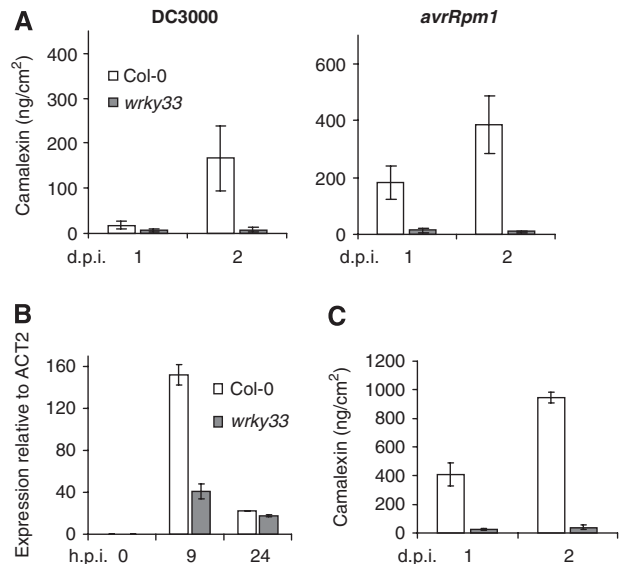 A
DC3000
avrRpm1
Camalexin (ng/cm²)
400
300
200
100
0
Col-0
wrky33
d.p.i. 1 2
600
400
200
0
d.p.i. 1 2
B
Expression relative to ACT2
160
120
80
40
0
Col-0
wrky33
h.p.i. 0 9 24
C
Camalexin (ng/cm²)
1200
1000
800
600
400
200
0
d.p.i. 1 2